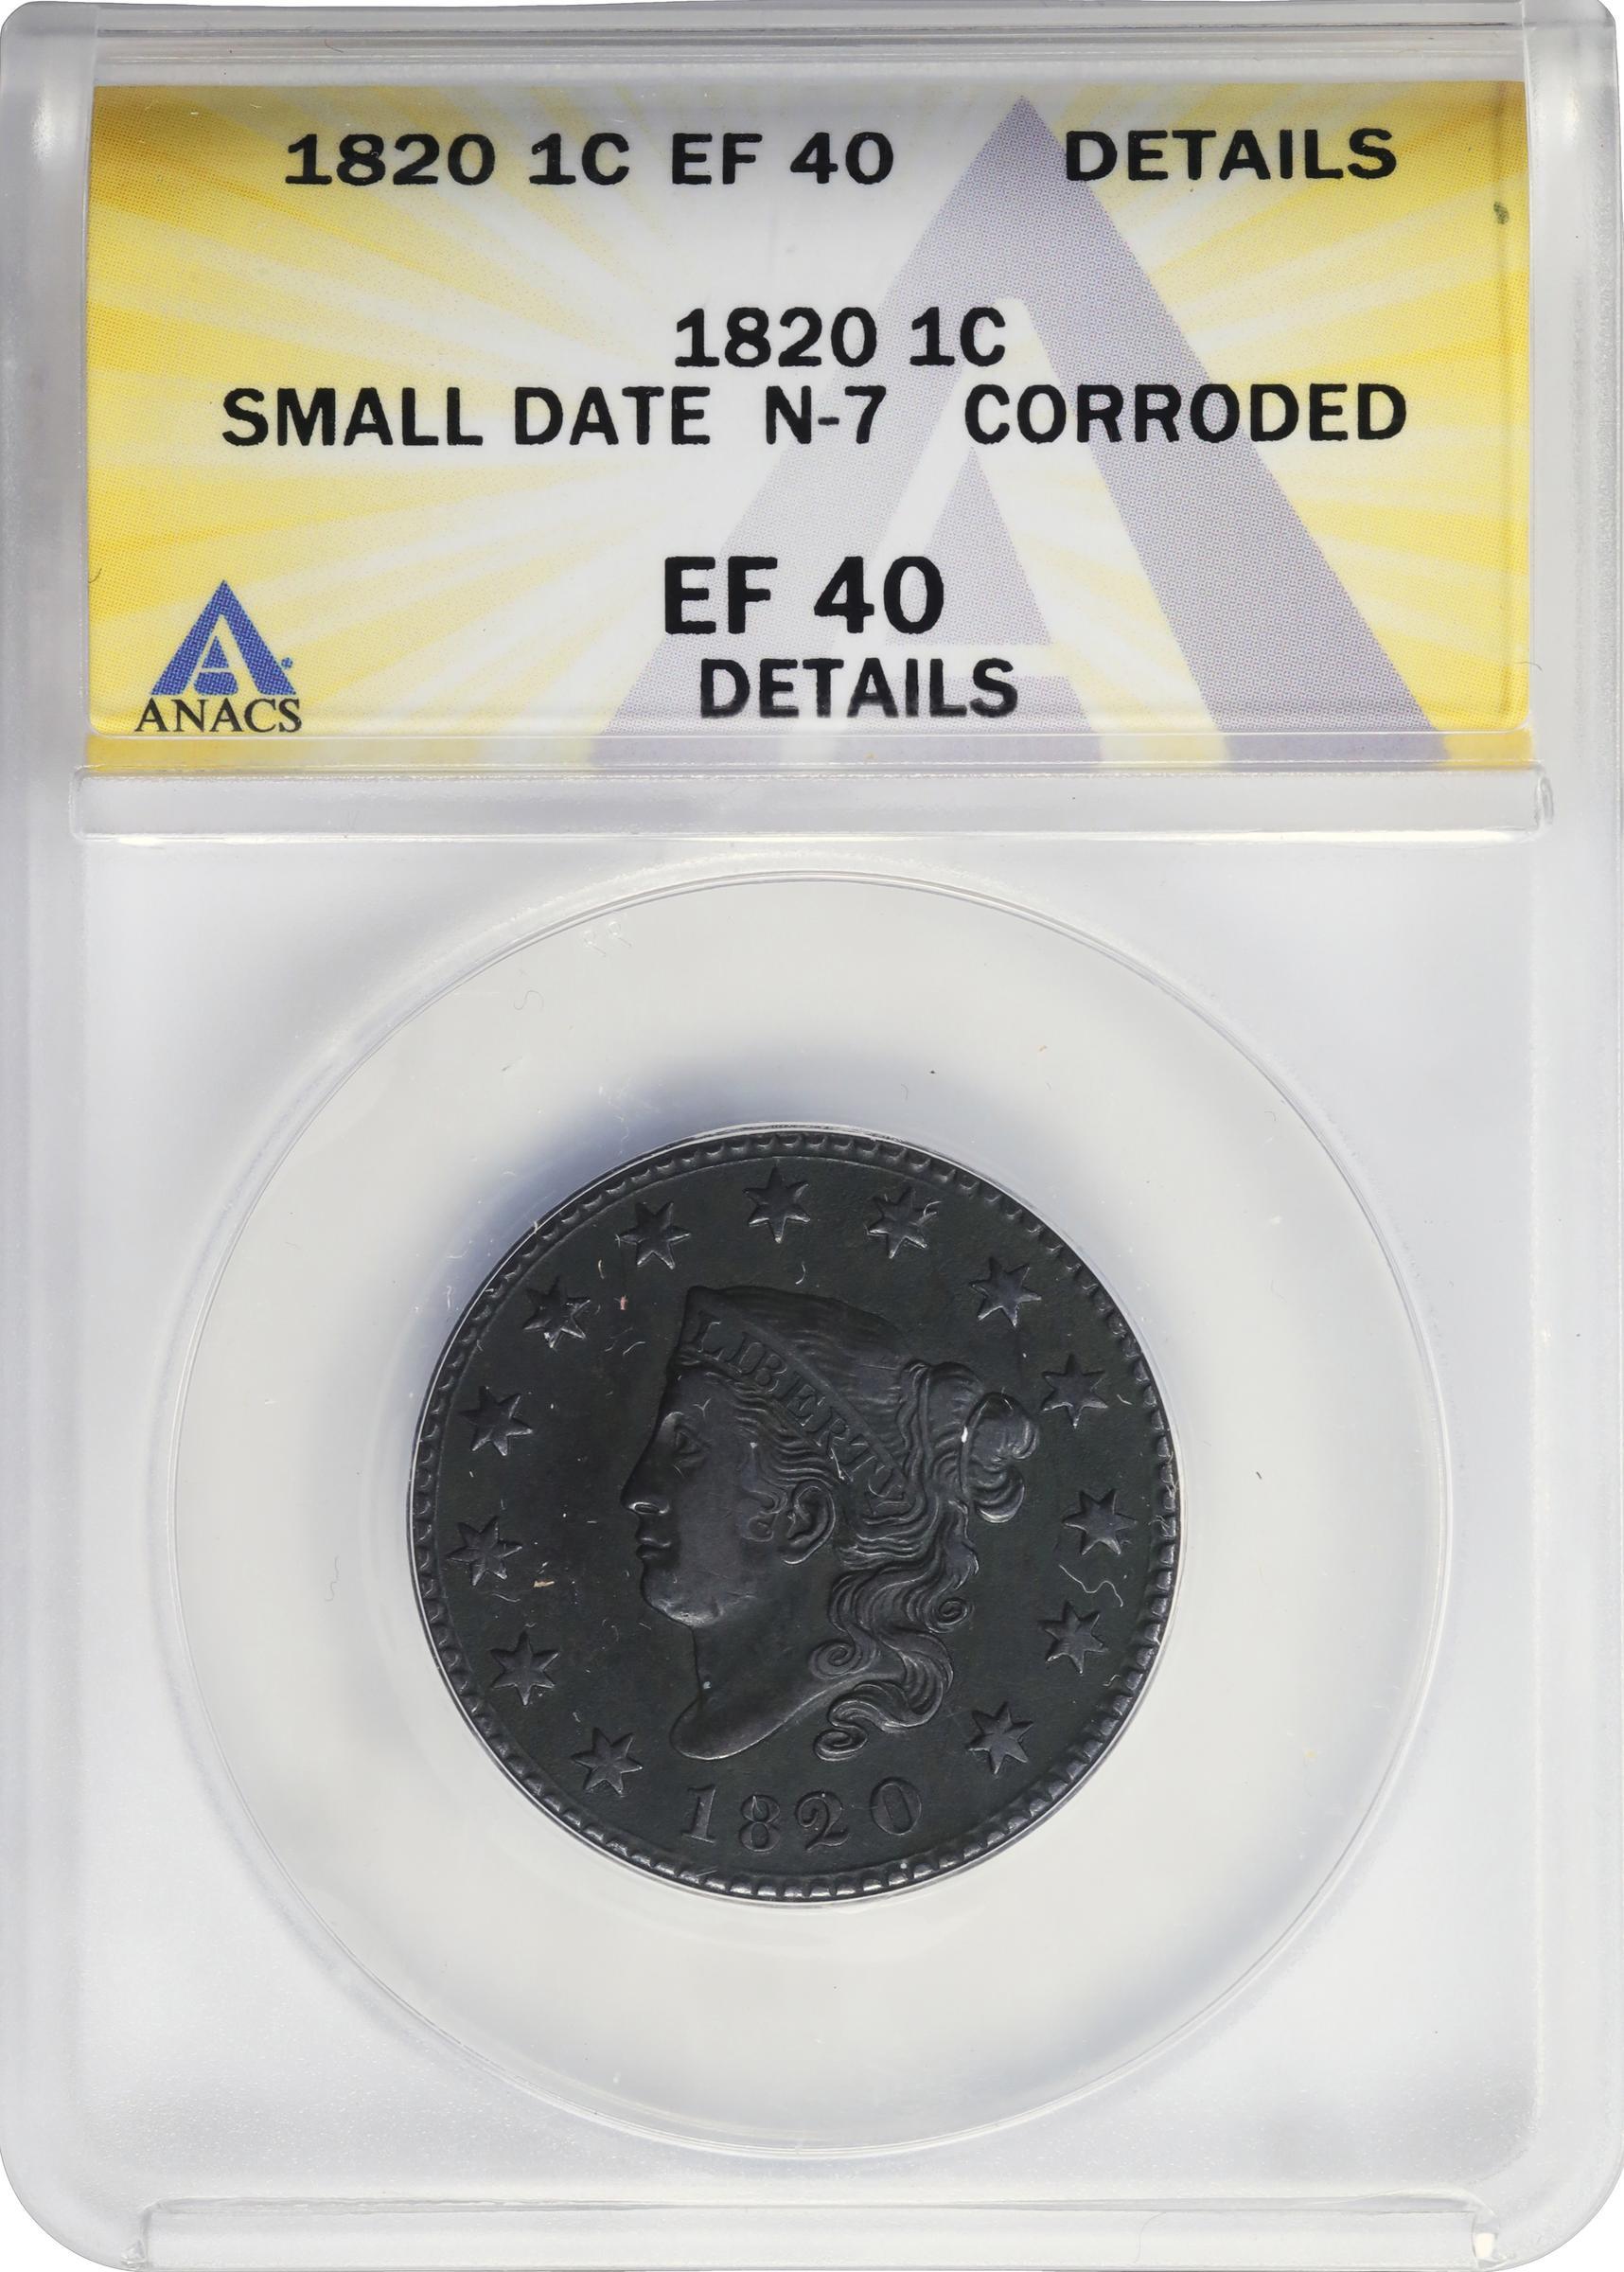 1820 1C EF 40 DETAILS
1820 1C
SMALL DATE N-7 CORRODED
EF 40
DETAILS
ANACS
LIBERTY
1820